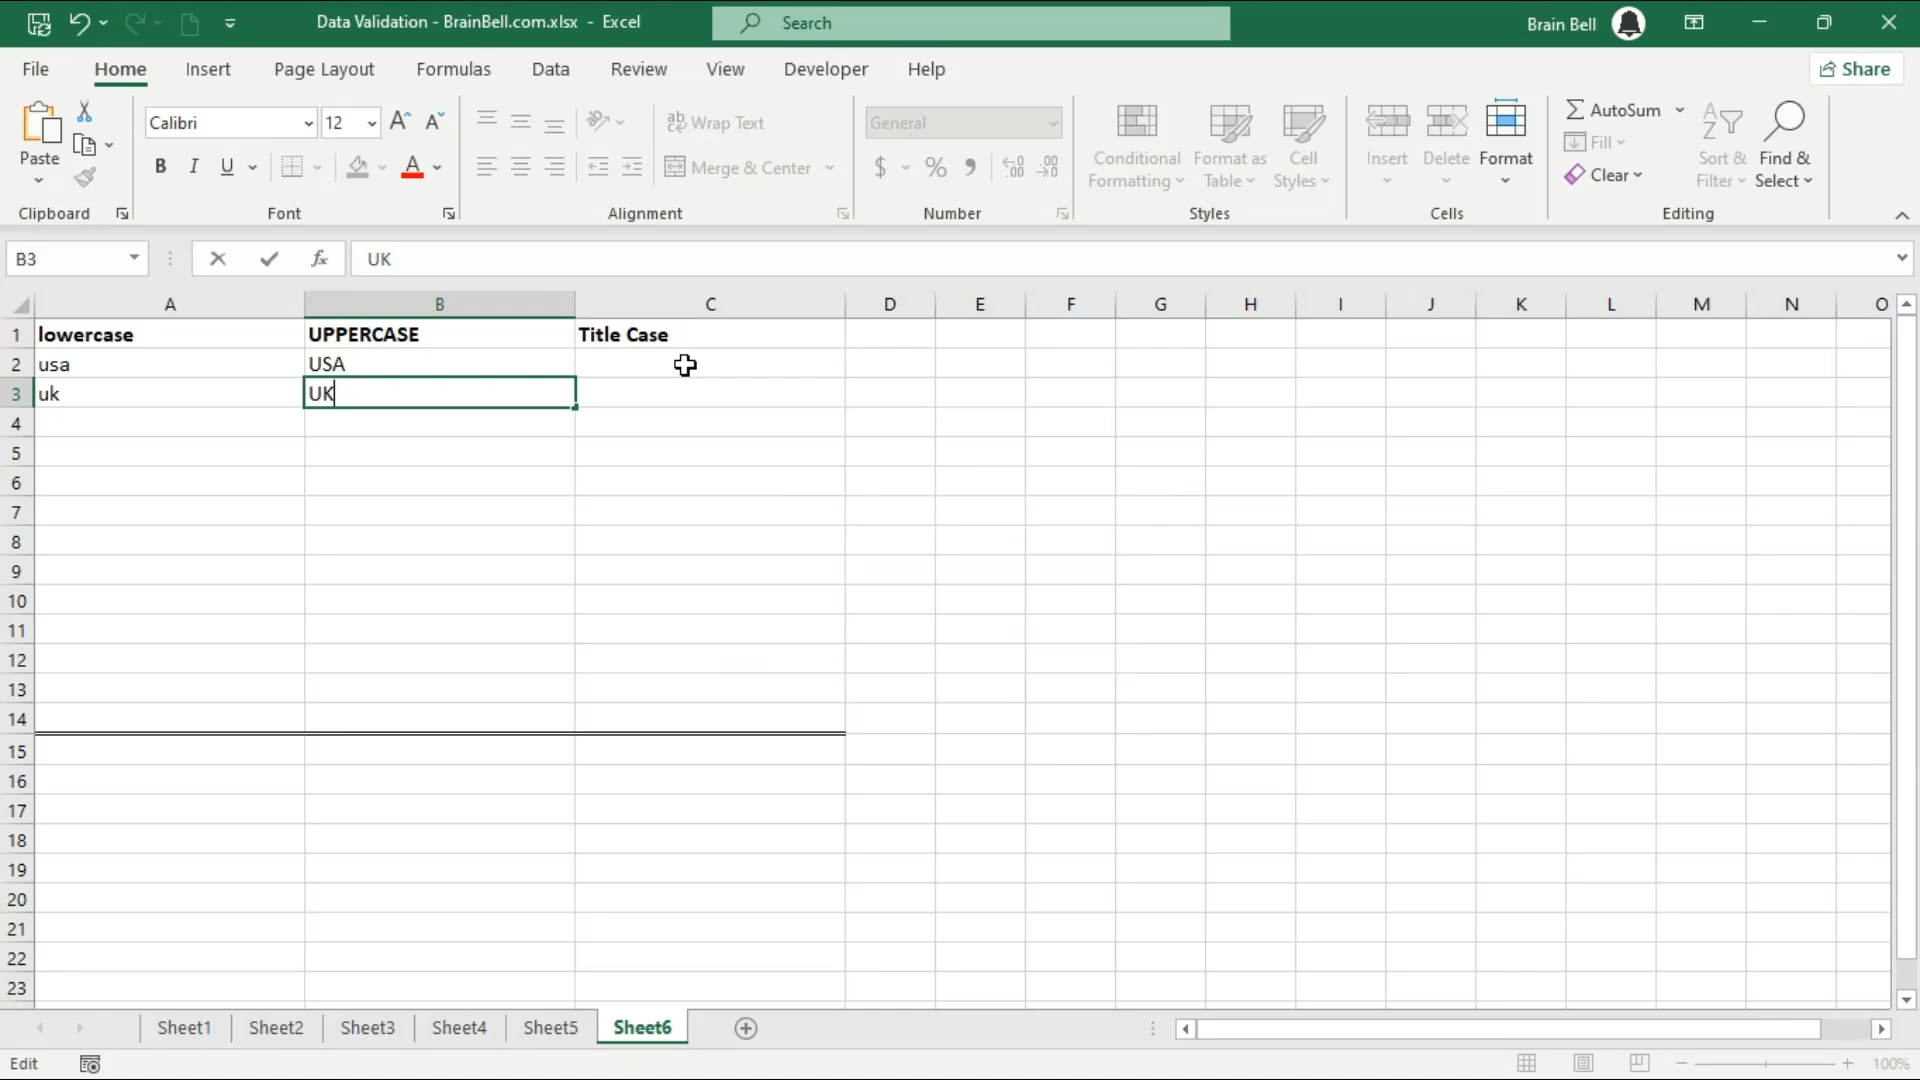 Data Validation - BrainBell.com.xlsx - Excel
Search
Brain Bell
File Home Insert Page Layout Formulas Data Review View Developer Help
Share
Paste
Clipboard
Calibri 12
B I U A
Font
Wrap Text
Merge & Center
Alignment
General
$ % 9
Number
Conditional Formatting
Format as Table
Cell Styles
Styles
Insert Delete Format
Cells
AutoSum
Fill
Clear
Sort & Filter
Find & Select
Editing
B3 fx UK
A B C D E F G H I J K L M N O
1 lowercase UPPERCASE Title Case
2 usa USA
3 uk UK
4
5
6
7
8
9
10
11
12
13
14
15
16
17
18
19
20
21
22
23
Sheet1 Sheet2 Sheet3 Sheet4 Sheet5 Sheet6
Edit 100%